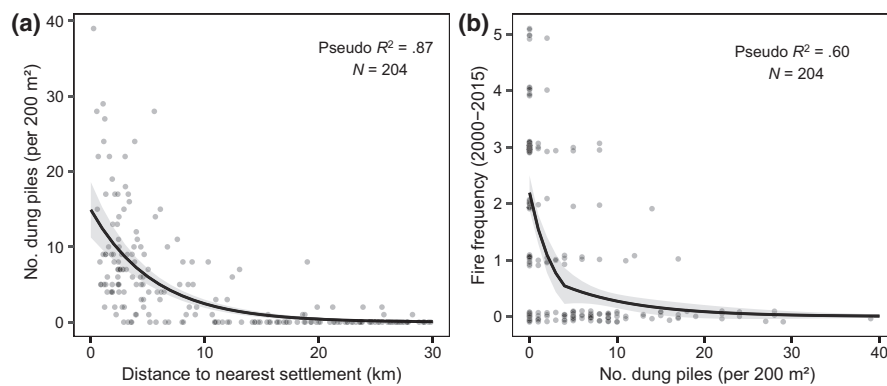 (a)
Pseudo R² = .87
N = 204
No. dung piles (per 200 m²)
40
30
20
10
0
0 10 20 30
Distance to nearest settlement (km)
(b)
Pseudo R² = .60
N = 204
Fire frequency (2000−2015)
5
4
3
2
1
0
0 10 20 30 40
No. dung piles (per 200 m²)